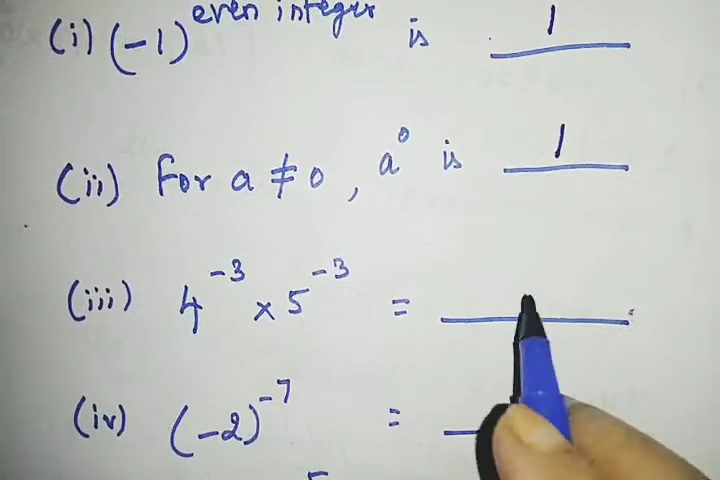 (i) (-1)^even integer is 1
(ii) For a ≠ 0, a^0 is 1
(iii) 4^-3 × 5^-3 =
(iv) (-2)^-7 =